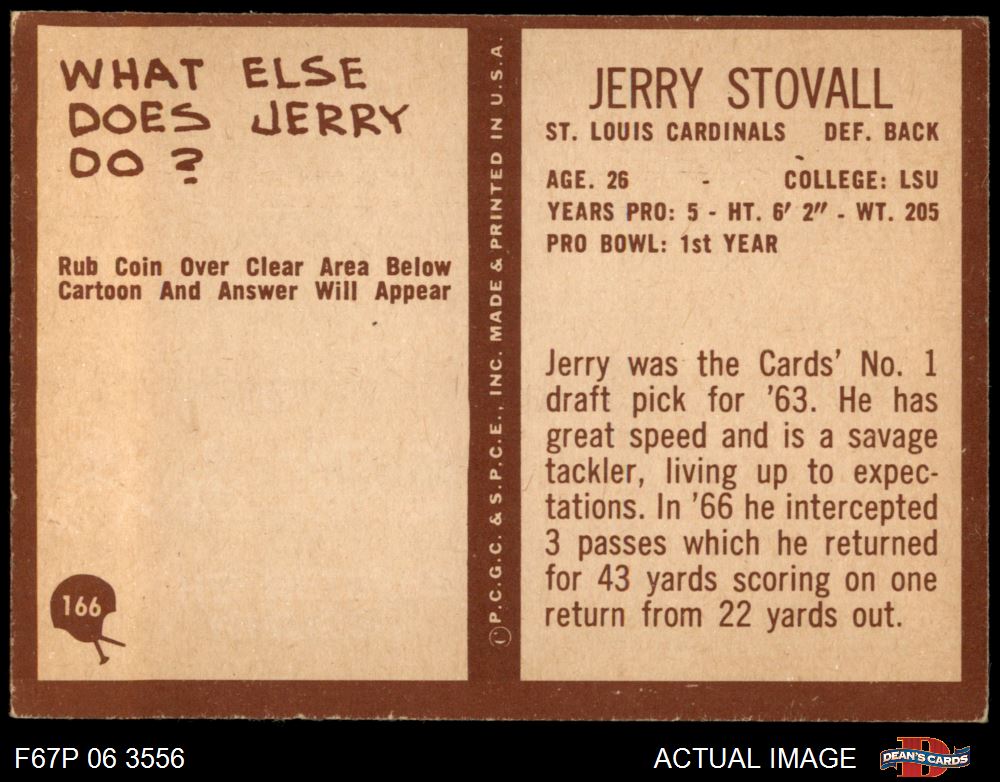 WHAT ELSE
DOES JERRY
DO ?
Rub Coin Over Clear Area Below
Cartoon And Answer Will Appear
166
© P.C.G.C. & S.P.C.E., INC. MADE & PRINTED IN U.S.A.
JERRY STOVALL
ST. LOUIS CARDINALS DEF. BACK
AGE. 26 - COLLEGE: LSU
YEARS PRO: 5 - HT. 6' 2" - WT. 205
PRO BOWL: 1st YEAR
Jerry was the Cards' No. 1
draft pick for '63. He has
great speed and is a savage
tackler, living up to expec-
tations. In '66 he intercepted
3 passes which he returned
for 43 yards scoring on one
return from 22 yards out.
F67P 06 3556
ACTUAL IMAGE
DEAN'S CARDS